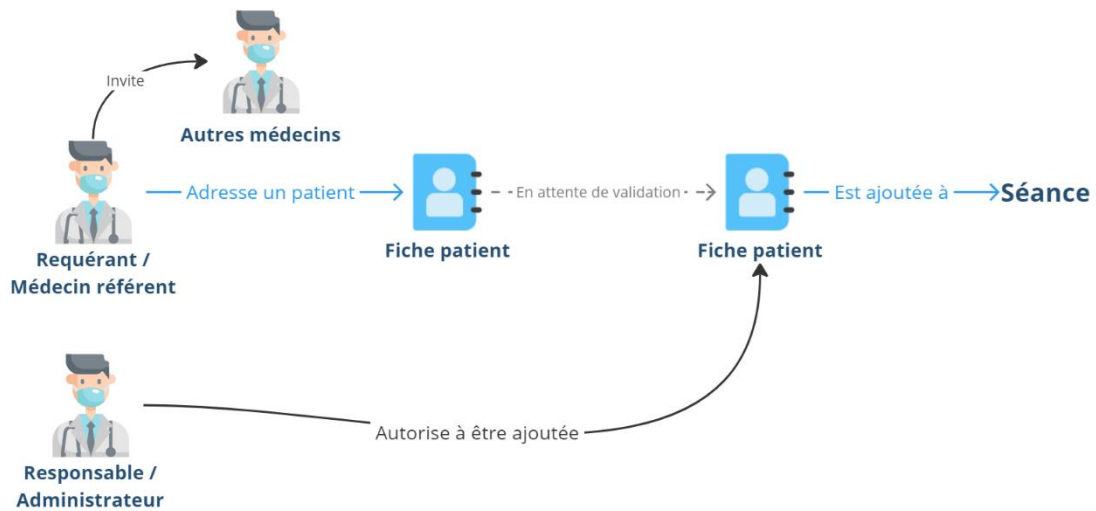 Invite
Autres médecins
Adresse un patient
En attente de validation
Est ajoutée à
Séance
Fiche patient
Fiche patient
Requérant /
Médecin référent
Autorise à être ajoutée
Responsable /
Administrateur